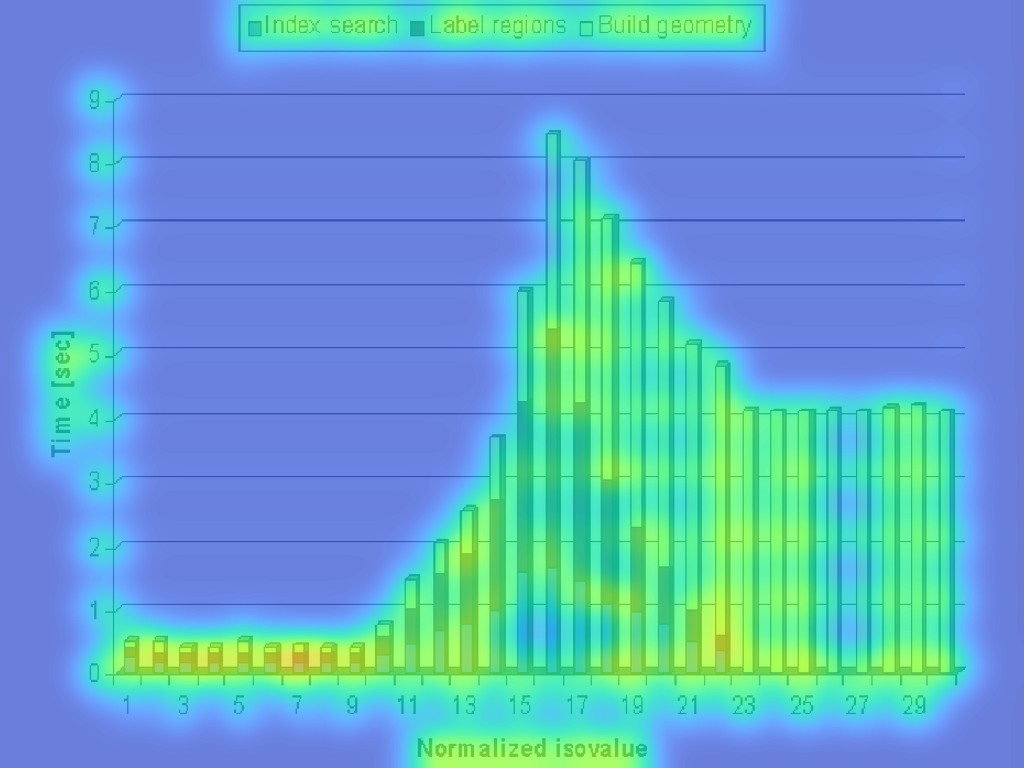 Index search Label regions Build geometry
9
8
7
6
5
4
3
2
1
0
Time [sec]
1 3 5 7 9 11 13 15 17 19 21 23 25 27 29
Normalized isovalue